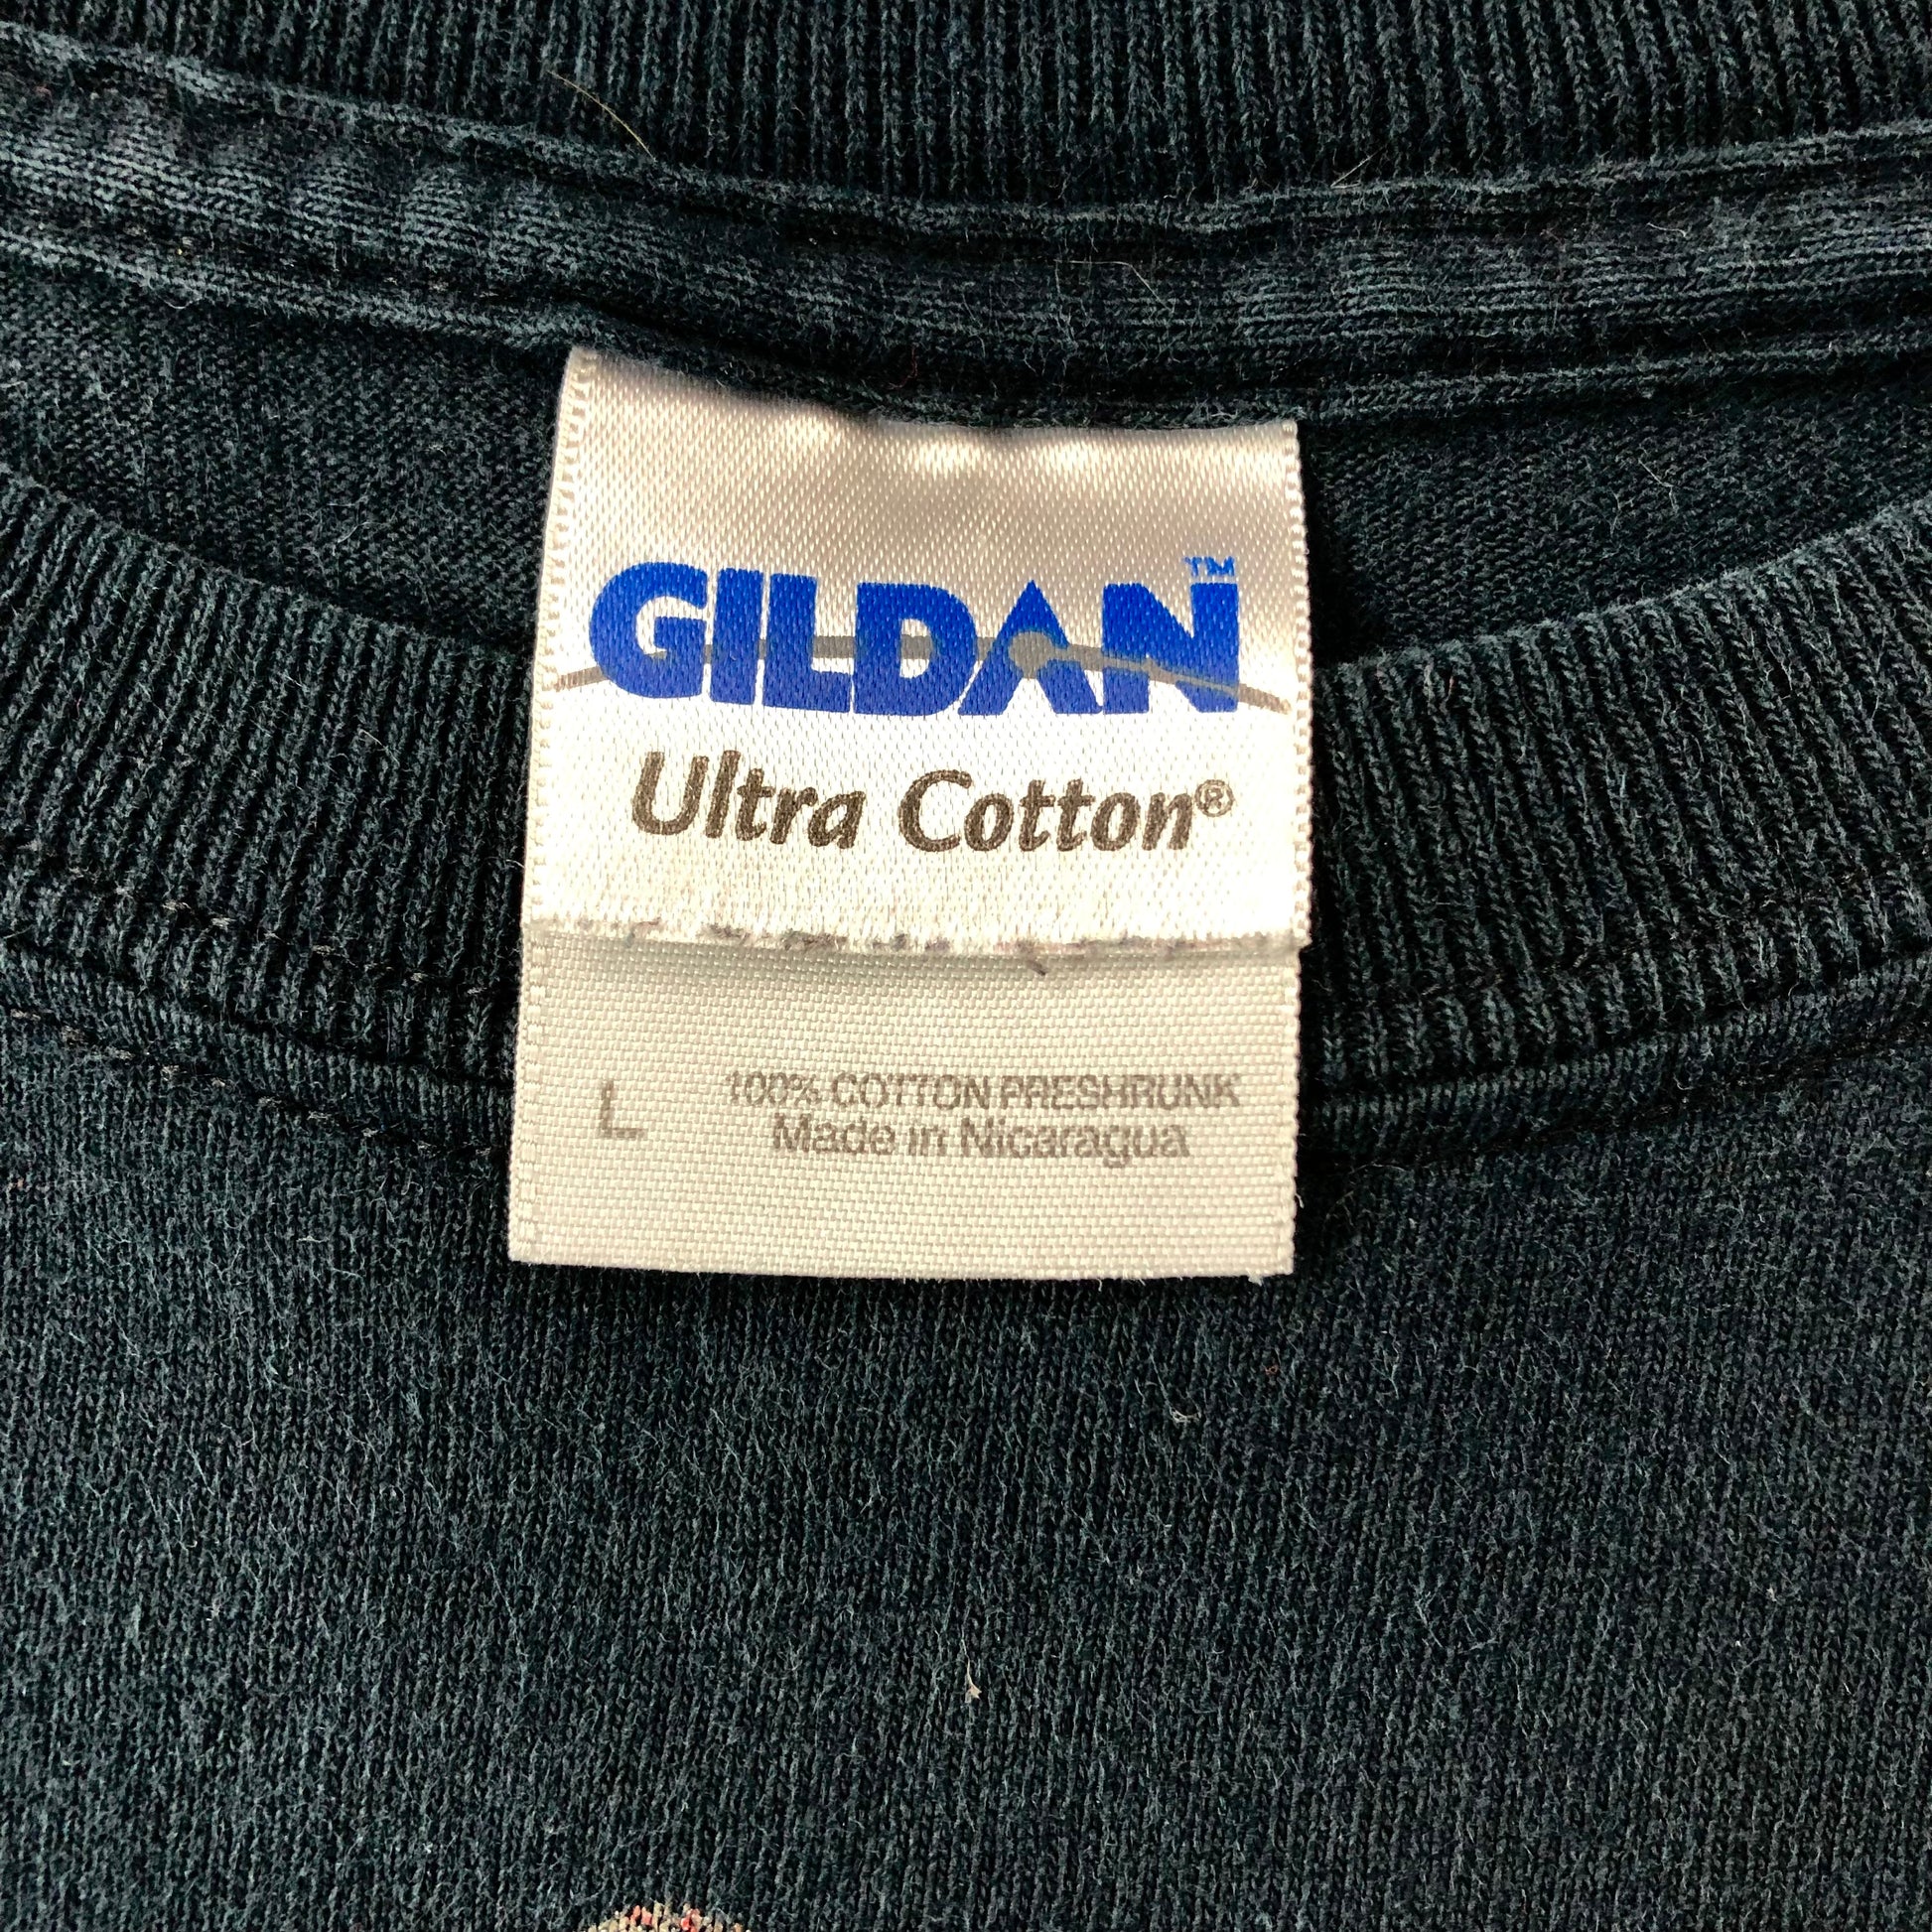 GILDAN™
Ultra Cotton®
L 100% COTTON PRESHRUNK
Made in Nicaragua